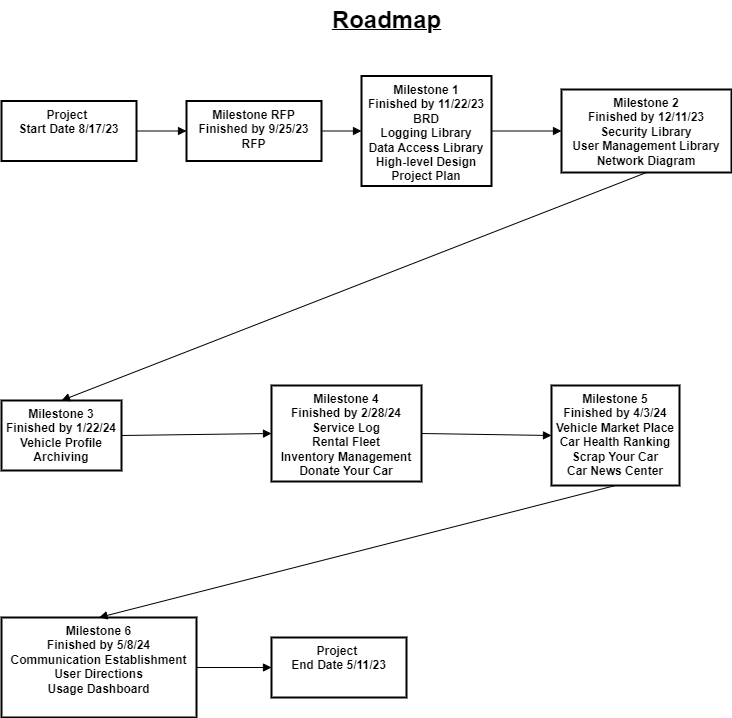 Roadmap
Project
Start Date 8/17/23
Milestone RFP
Finished by 9/25/23
RFP
Milestone 1
Finished by 11/22/23
BRD
Logging Library
Data Access Library
High-level Design
Project Plan
Milestone 2
Finished by 12/11/23
Security Library
User Management Library
Network Diagram
Milestone 3
Finished by 1/22/24
Vehicle Profile
Archiving
Milestone 4
Finished by 2/28/24
Service Log
Rental Fleet
Inventory Management
Donate Your Car
Milestone 5
Finished by 4/3/24
Vehicle Market Place
Car Health Ranking
Scrap Your Car
Car News Center
Milestone 6
Finished by 5/8/24
Communication Establishment
User Directions
Usage Dashboard
Project
End Date 5/11/23